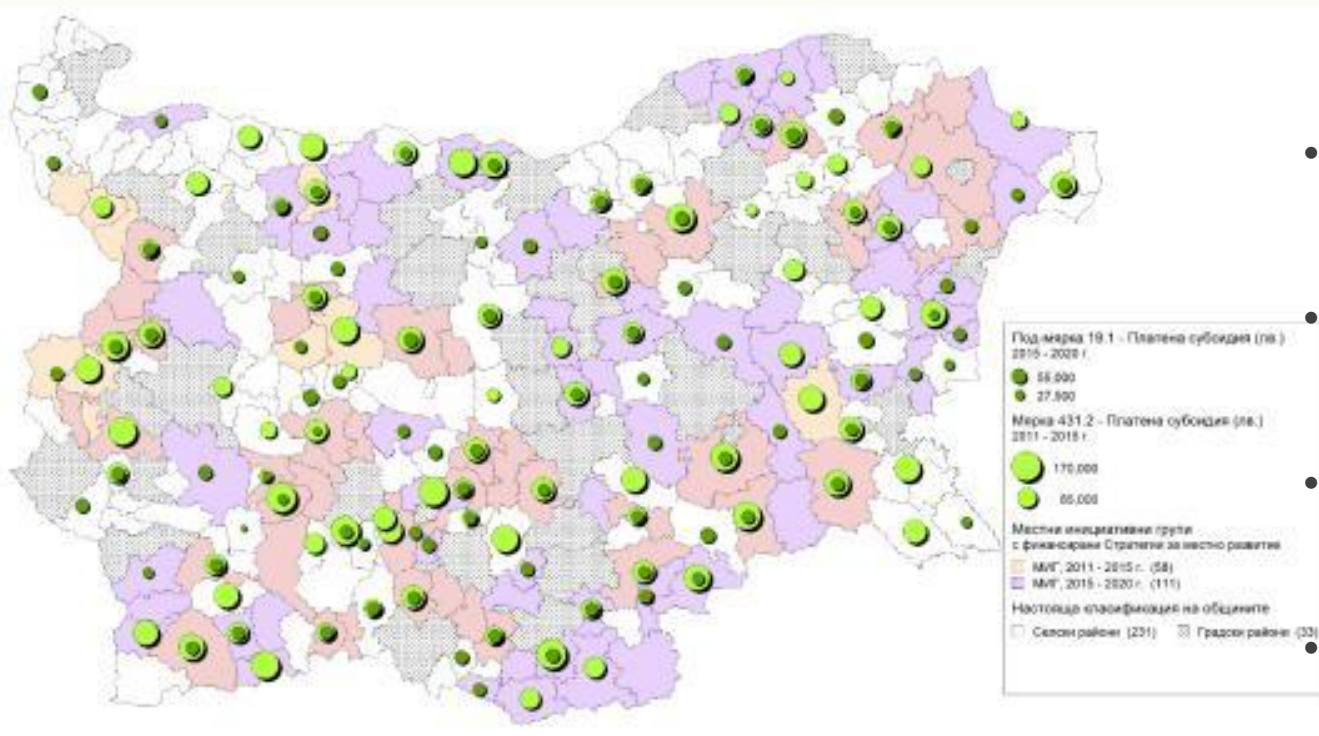 Под-мярка 19.1 - Платена субсидия (лв.)
2015 - 2020 г.
55,000
27,500
Мярка 431.2 - Платена субсидия (лв.)
2011 - 2015 г.
170,000
85,000
Местни инициативни групи
с финансирани Стратегии за местно развитие
МИГ, 2011 - 2015 г. (58)
МИГ, 2015 - 2020 г. (111)
Настояща класификация на общините
Селски райони (231) Градски райони (33)